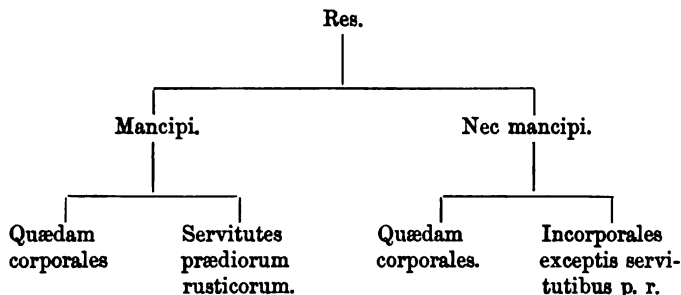 Res.
Mancipi.
Nec mancipi.
Quædam
corporales
Servitutes
prædiorum
rusticorum.
Quædam
corporales.
Incorporales
exceptis servi-
tutibus p. r.